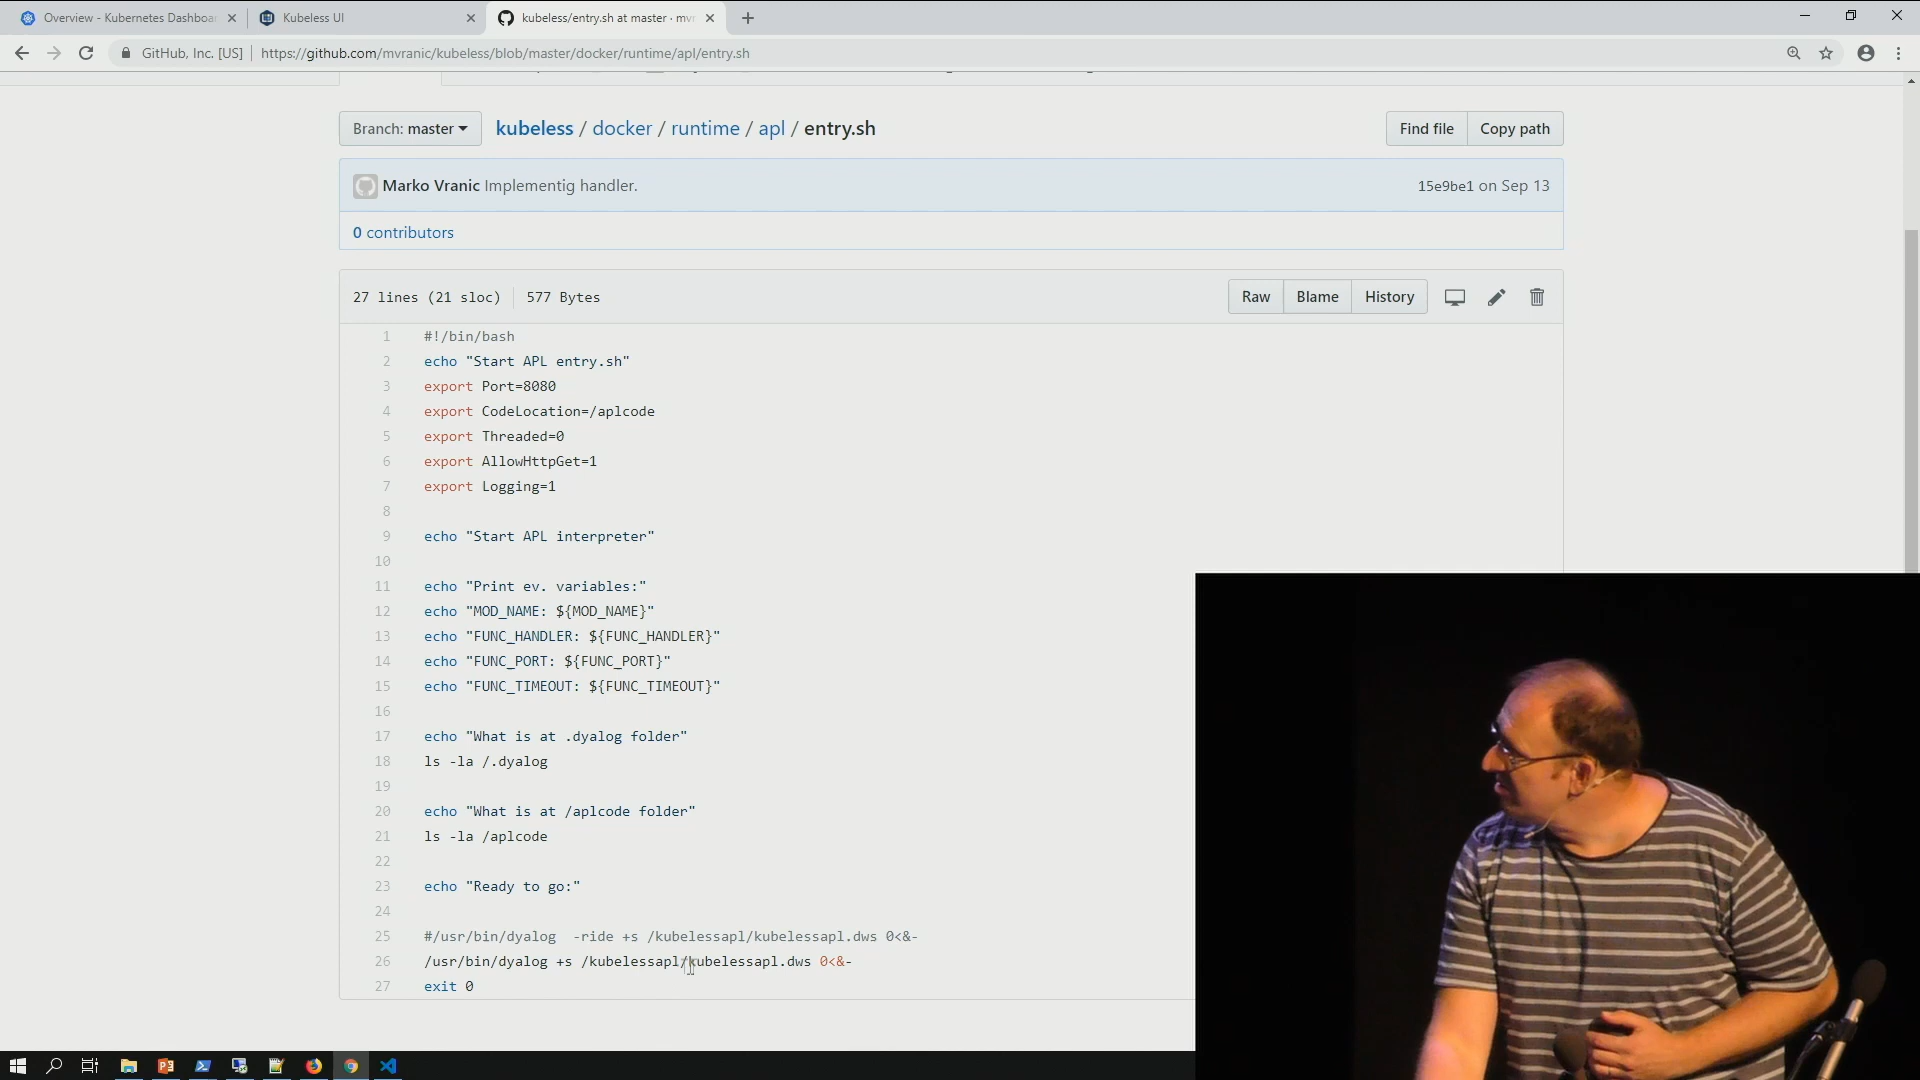 Overview - Kubernetes Dashboa
Kubeless UI
kubeless/entry.sh at master · mvr
GitHub, Inc. [US]
https://github.com/mvranic/kubeless/blob/master/docker/runtime/apl/entry.sh
Branch: master
kubeless / docker / runtime / apl / entry.sh
Find file
Copy path
Marko Vranic Implementig handler.
15e9be1 on Sep 13
0 contributors
27 lines (21 sloc)
577 Bytes
Raw
Blame
History
1 #!/bin/bash
2 echo "Start APL entry.sh"
3 export Port=8080
4 export CodeLocation=/aplcode
5 export Threaded=0
6 export AllowHttpGet=1
7 export Logging=1
8
9 echo "Start APL interpreter"
10
11 echo "Print ev. variables:"
12 echo "MOD_NAME: ${MOD_NAME}"
13 echo "FUNC_HANDLER: ${FUNC_HANDLER}"
14 echo "FUNC_PORT: ${FUNC_PORT}"
15 echo "FUNC_TIMEOUT: ${FUNC_TIMEOUT}"
16
17 echo "What is at .dyalog folder"
18 ls -la /.dyalog
19
20 echo "What is at /aplcode folder"
21 ls -la /aplcode
22
23 echo "Ready to go:"
24
25 #/usr/bin/dyalog  -ride +s /kubelessapl/kubelessapl.dws 0<&-
26 /usr/bin/dyalog +s /kubelessapl/kubelessapl.dws 0<&-
27 exit 0